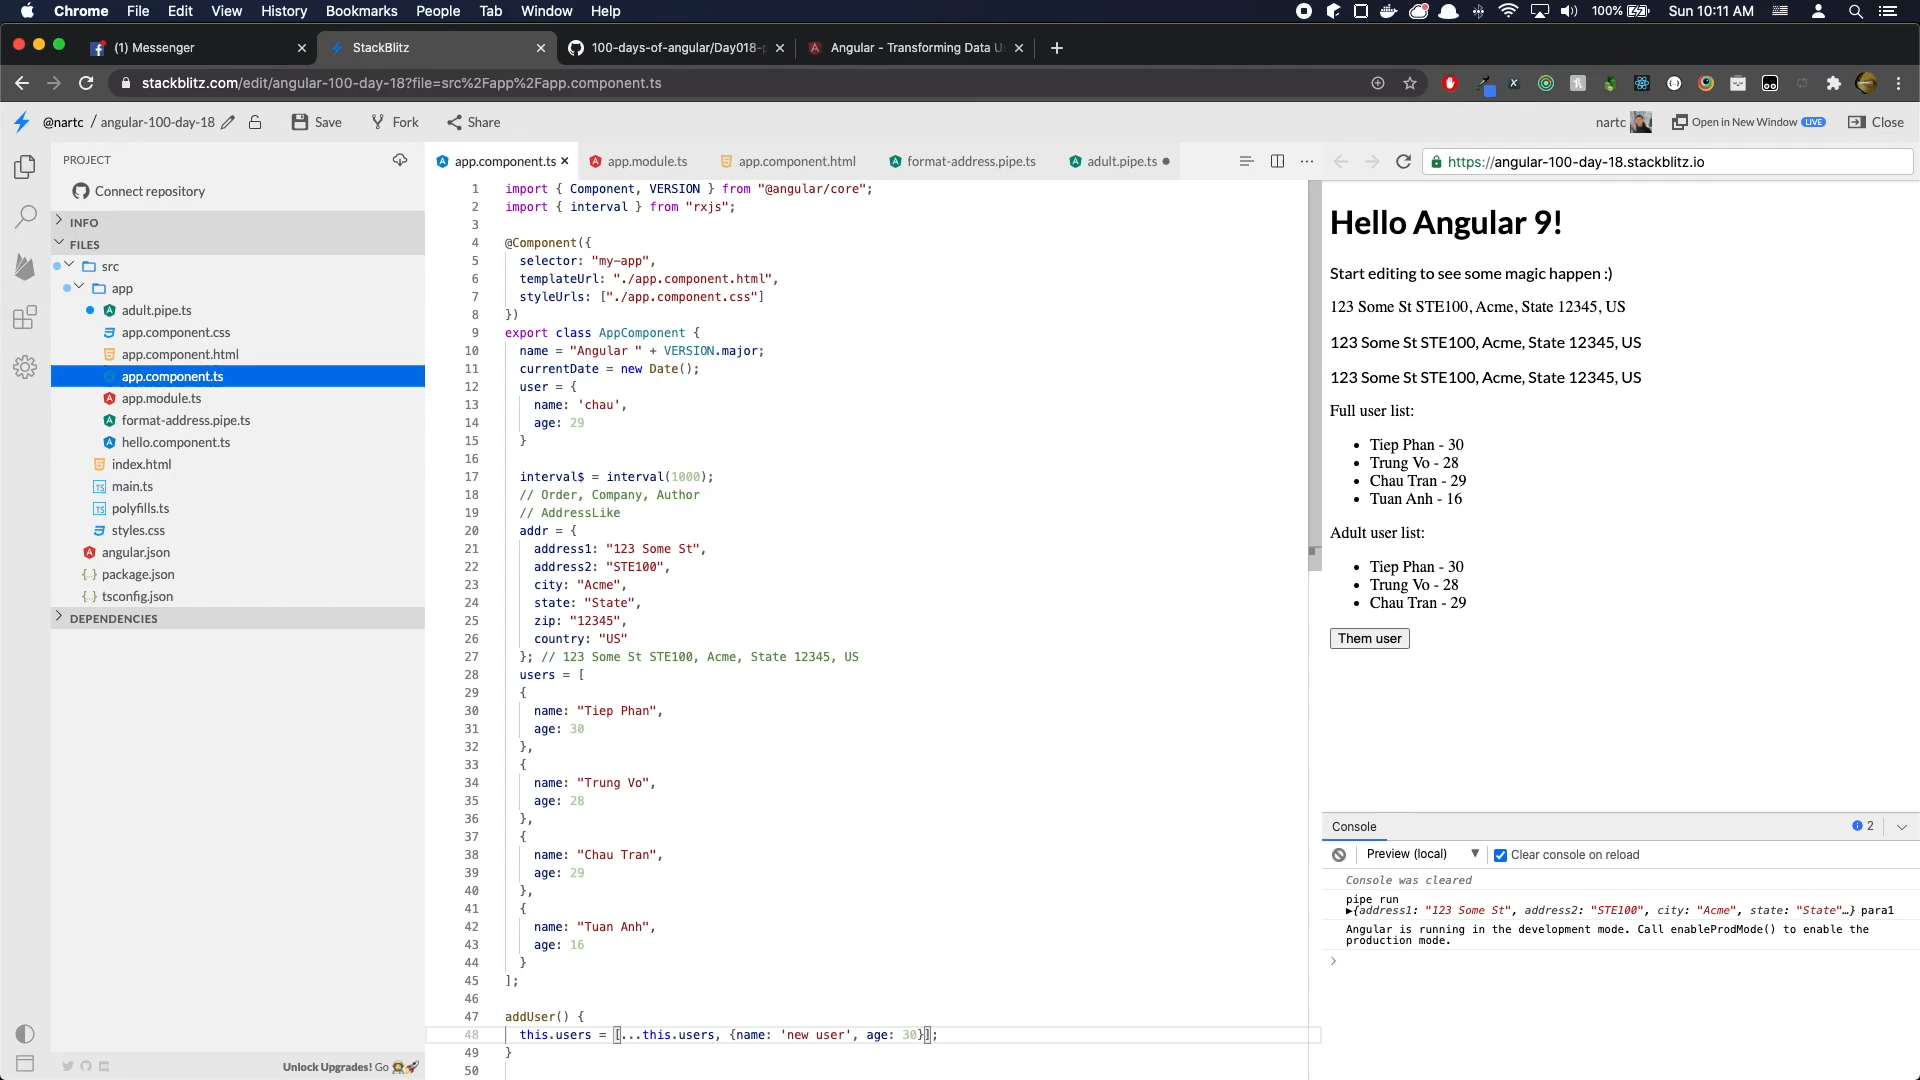 Chrome File Edit View History Bookmarks People Tab Window Help 100% Sun 10:11 AM
(1) Messenger StackBlitz 100-days-of-angular/Day018- Angular - Transforming Data U
stackblitz.com/edit/angular-100-day-18?file=src%2Fapp%2Fapp.component.ts
@nartc / angular-100-day-18 Save Fork Share nartc Open in New Window LIVE Close
PROJECT
Connect repository
INFO
FILES
src
app
adult.pipe.ts
app.component.css
app.component.html
app.component.ts
app.module.ts
format-address.pipe.ts
hello.component.ts
index.html
main.ts
polyfills.ts
styles.css
angular.json
package.json
tsconfig.json
DEPENDENCIES
Unlock Upgrades! Go
app.component.ts app.module.ts app.component.html format-address.pipe.ts adult.pipe.ts
1 import { Component, VERSION } from "@angular/core";
2 import { interval } from "rxjs";
3
4 @Component({
5 selector: "my-app",
6 templateUrl: "./app.component.html",
7 styleUrls: ["./app.component.css"]
8 })
9 export class AppComponent {
10 name = "Angular " + VERSION.major;
11 currentDate = new Date();
12 user = {
13 name: 'chau',
14 age: 29
15 }
16
17 interval$ = interval(1000);
18 // Order, Company, Author
19 // AddressLike
20 addr = {
21 address1: "123 Some St",
22 address2: "STE100",
23 city: "Acme",
24 state: "State",
25 zip: "12345",
26 country: "US"
27 }; // 123 Some St STE100, Acme, State 12345, US
28 users = [
29 {
30 name: "Tiep Phan",
31 age: 30
32 },
33 {
34 name: "Trung Vo",
35 age: 28
36 },
37 {
38 name: "Chau Tran",
39 age: 29
40 },
41 {
42 name: "Tuan Anh",
43 age: 16
44 }
45 ];
46
47 addUser() {
48 this.users = [...this.users, {name: 'new user', age: 30}];
49 }
50
https://angular-100-day-18.stackblitz.io
Hello Angular 9!
Start editing to see some magic happen :)
123 Some St STE100, Acme, State 12345, US
123 Some St STE100, Acme, State 12345, US
123 Some St STE100, Acme, State 12345, US
Full user list:
• Tiep Phan - 30
• Trung Vo - 28
• Chau Tran - 29
• Tuan Anh - 16
Adult user list:
• Tiep Phan - 30
• Trung Vo - 28
• Chau Tran - 29
Them user
Console 2
Preview (local) Clear console on reload
Console was cleared
pipe run
▶{address1: "123 Some St", address2: "STE100", city: "Acme", state: "State"…} para1
Angular is running in the development mode. Call enableProdMode() to enable the
production mode.